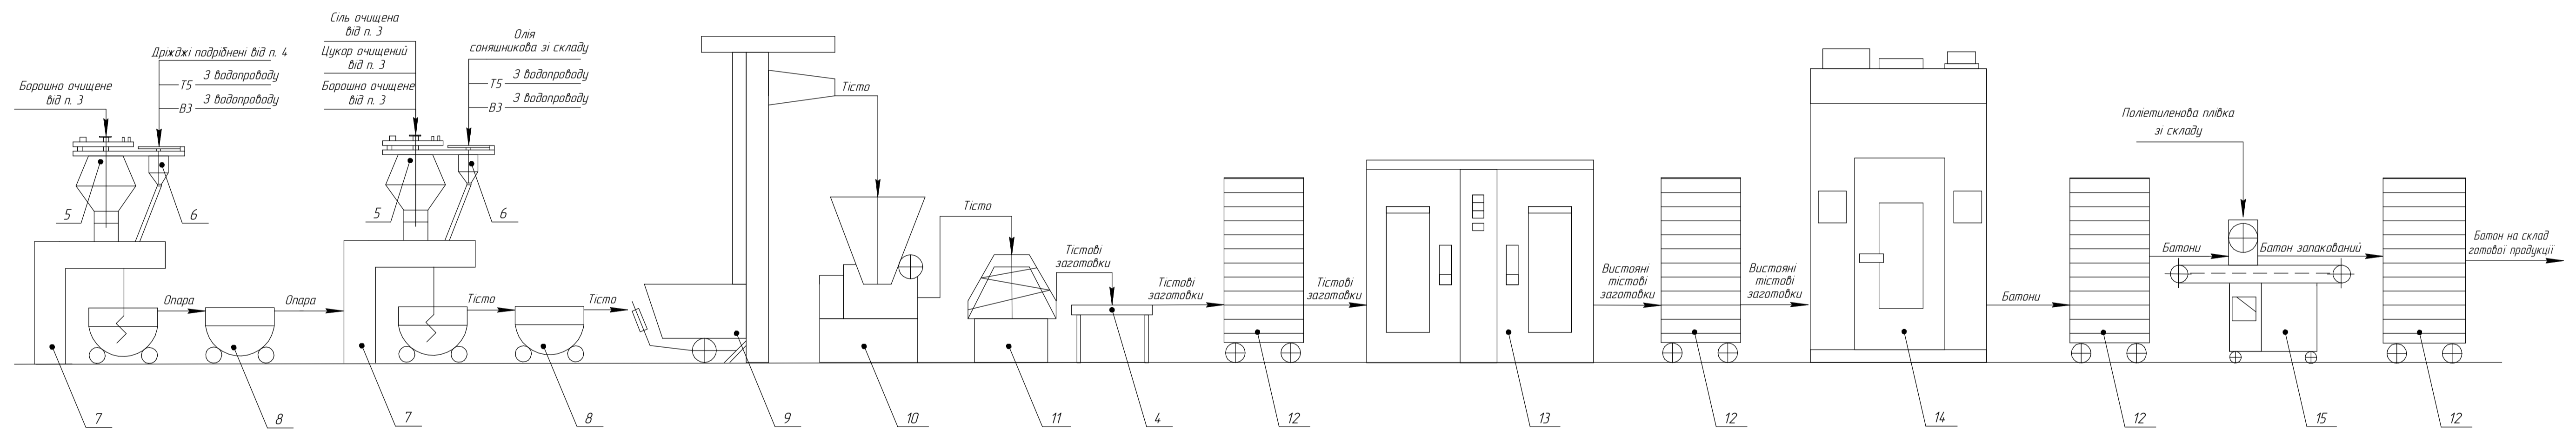 Сіль очищена
від п. 3
Дріжджі подрібнені від п. 4
Цукор очищений
від п. 3
Олія
соняшникова зі складу
З водопроводу
Т5
З водопроводу
В3
Борошно очищене
від п. 3
Борошно очищене
від п. 3
З водопроводу
Т5
З водопроводу
В3
Тісто
Поліетиленова плівка
зі складу
5
6
5
6
Тісто
Тістові
заготовки
Батони
Батон запакований
Батон на склад
готової продукції
Опара
Опара
Тісто
Тісто
Тістові
заготовки
Тістові
заготовки
Вистояні
тістові
заготовки
Вистояні
тістові
заготовки
Батони
7
8
7
8
9
10
11
4
12
13
12
14
12
15
12